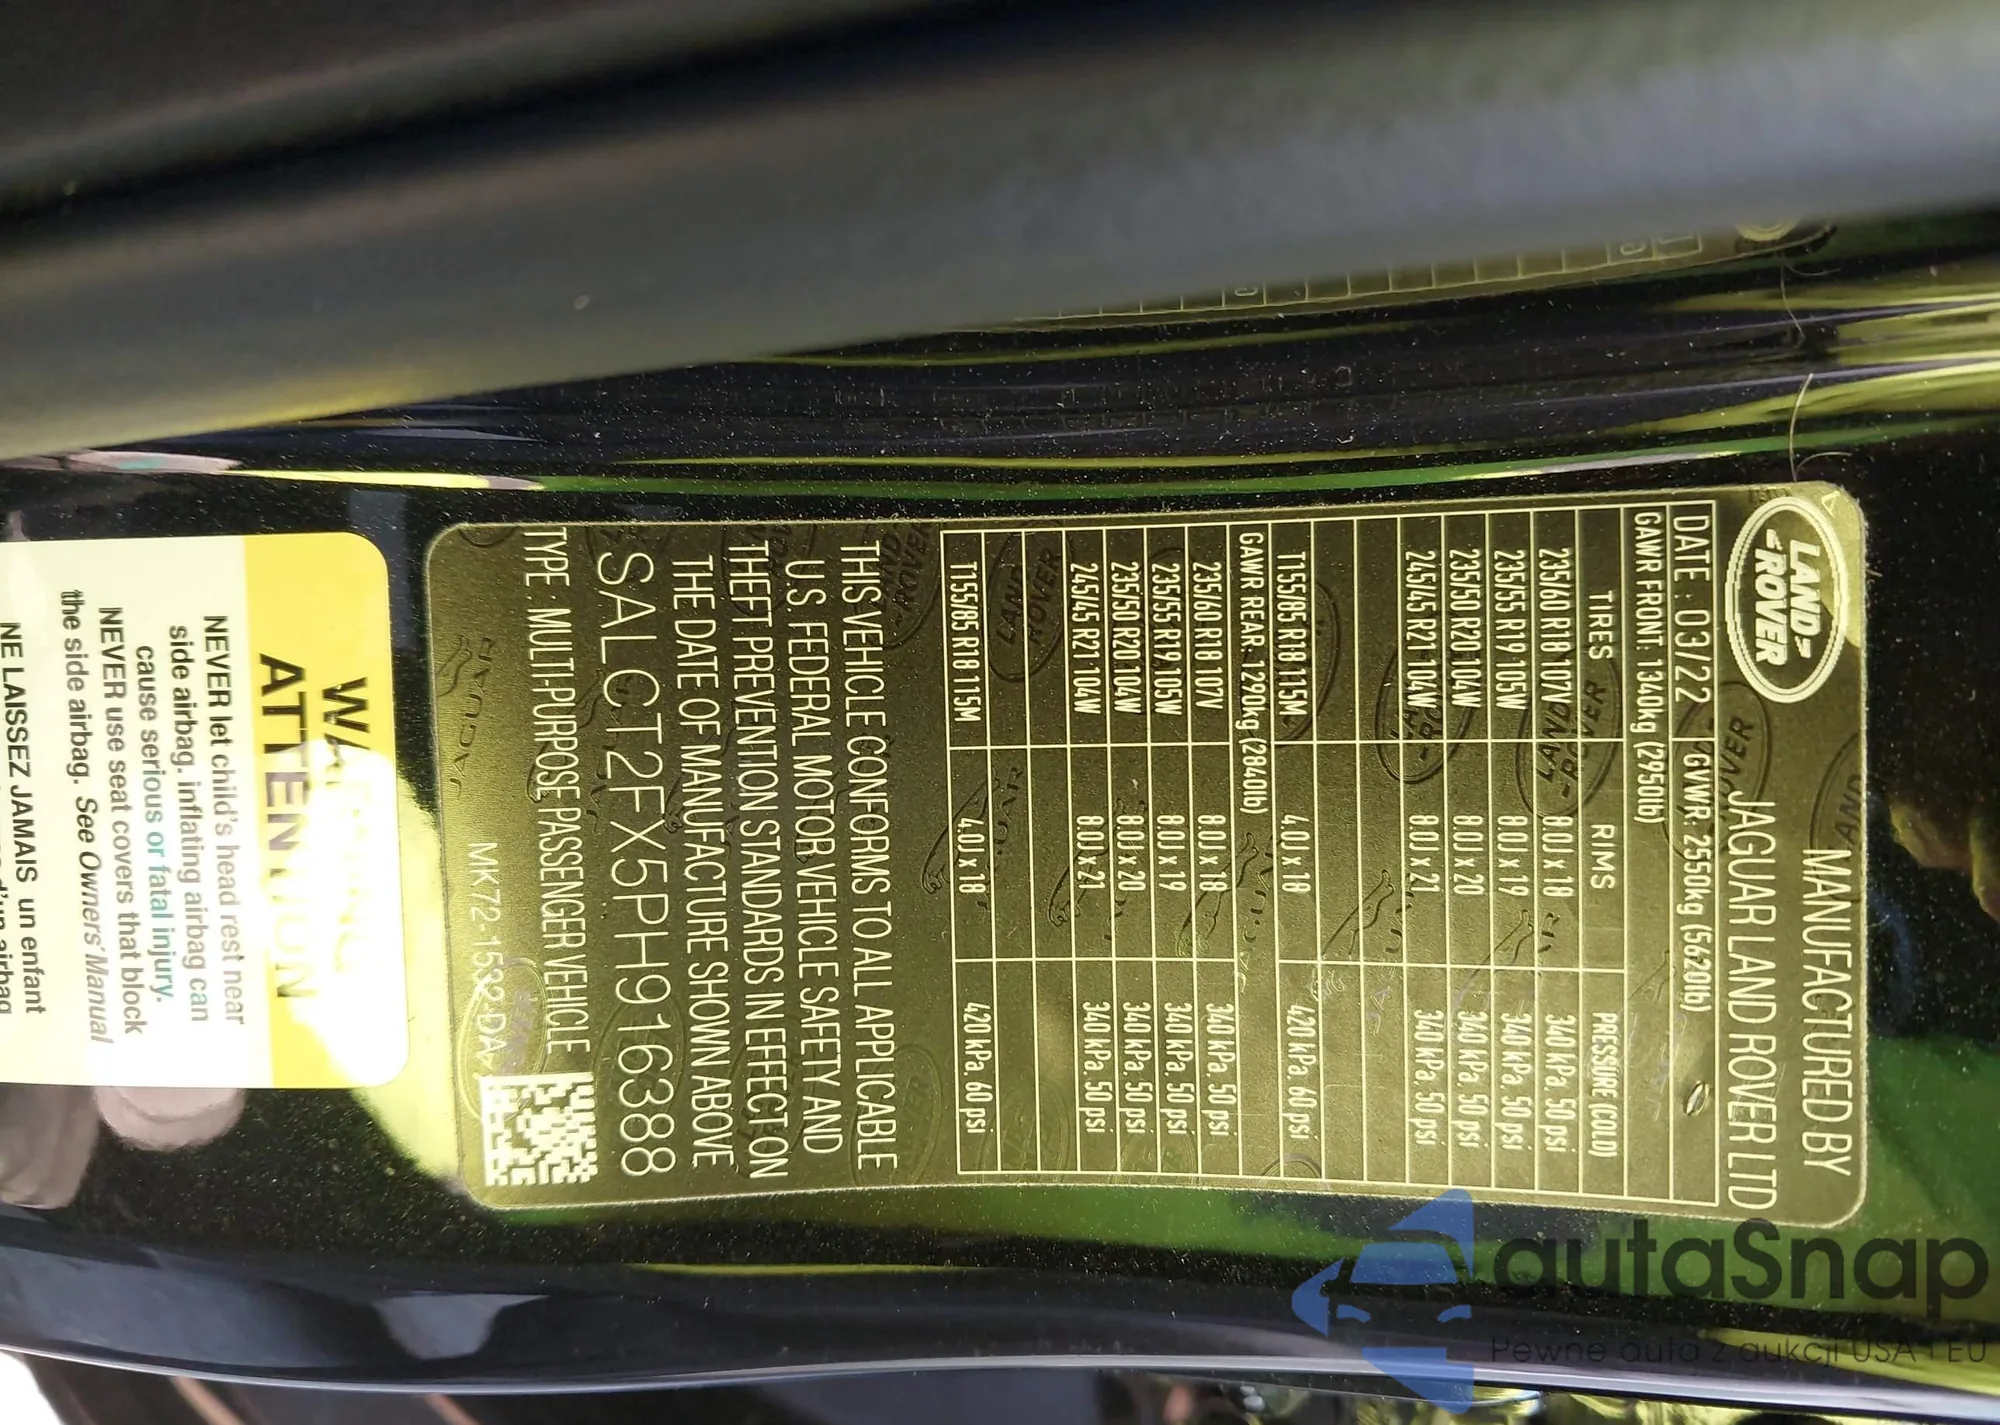 LAND-
-ROVER
MANUFACTURED BY
JAGUAR LAND ROVER LTD
DATE : 03/22 GVWR: 2550kg (5620lb)
GAWR FRONT: 1340kg (2950lb)
TIRES RIMS PRESSURE (COLD)
235/60 R18 107V 8.0J x 18 340 kPa, 50 psi
235/55 R19 105W 8.0J x 19 340 kPa, 50 psi
235/50 R20 104W 8.0J x 20 340 kPa, 50 psi
245/45 R21 104W 8.0J x 21 340 kPa, 50 psi
T155/85 R18 115M 4.0J x 18 420 kPa, 60 psi
GAWR REAR: 1290kg (2840lb)
235/60 R18 107V 8.0J x 18 340 kPa, 50 psi
235/55 R19 105W 8.0J x 19 340 kPa, 50 psi
235/50 R20 104W 8.0J x 20 340 kPa, 50 psi
245/45 R21 104W 8.0J x 21 340 kPa, 50 psi
T155/85 R18 115M 4.0J x 18 420 kPa, 60 psi
THIS VEHICLE CONFORMS TO ALL APPLICABLE
U.S. FEDERAL MOTOR VEHICLE SAFETY AND
THEFT PREVENTION STANDARDS IN EFFECT ON
THE DATE OF MANUFACTURE SHOWN ABOVE
SALCT2FX5PH916388
TYPE : MULTI-PURPOSE PASSENGER VEHICLE
MK72-1532-DA
WARNING
ATTENTION
NEVER let child's head rest near
side airbag. inflating airbag can
cause serious or fatal injury.
NEVER use seat covers that block
the side airbag. See Owners' Manual
NE LAISSEZ JAMAIS un enfant
autaSnap
Pewne auta z aukcji USA i EU